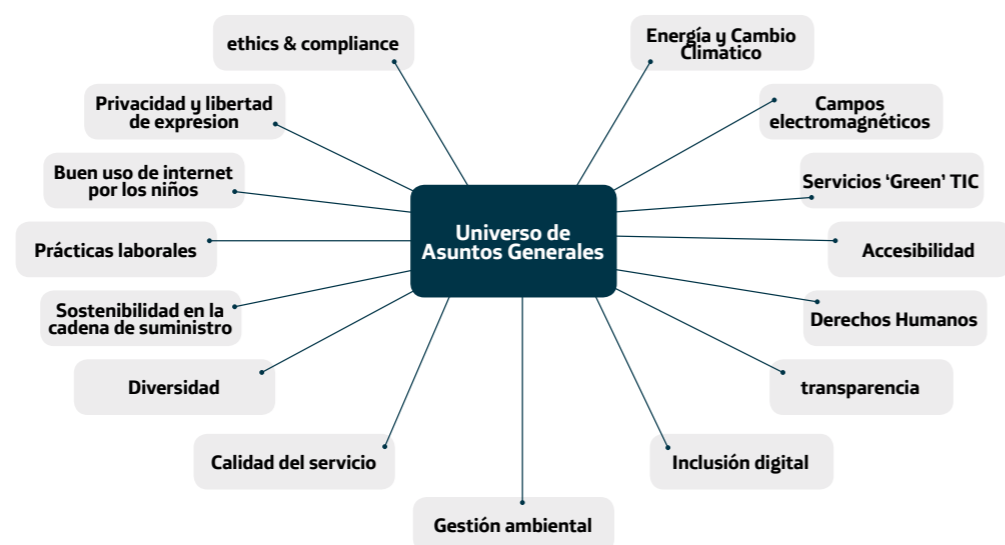 ethics & compliance
Energía y Cambio
Climatico
Privacidad y libertad
de expresion
Campos
electromagnéticos
Buen uso de internet
por los niños
Servicios ‘Green’ TIC
Universo de
Asuntos Generales
Prácticas laborales
Accesibilidad
Sostenibilidad en la
cadena de suministro
Derechos Humanos
Diversidad
transparencia
Calidad del servicio
Inclusión digital
Gestión ambiental